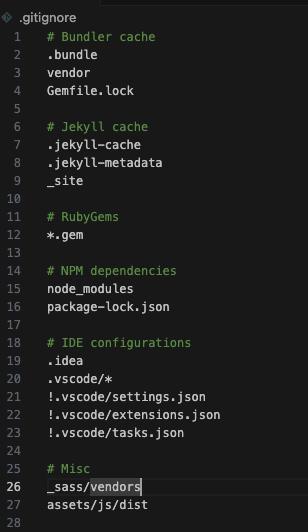 .gitignore
1 # Bundler cache
2 .bundle
3 vendor
4 Gemfile.lock
5
6 # Jekyll cache
7 .jekyll-cache
8 .jekyll-metadata
9 _site
10
11 # RubyGems
12 *.gem
13
14 # NPM dependencies
15 node_modules
16 package-lock.json
17
18 # IDE configurations
19 .idea
20 .vscode/*
21 !.vscode/settings.json
22 !.vscode/extensions.json
23 !.vscode/tasks.json
24
25 # Misc
26 _sass/vendors
27 assets/js/dist